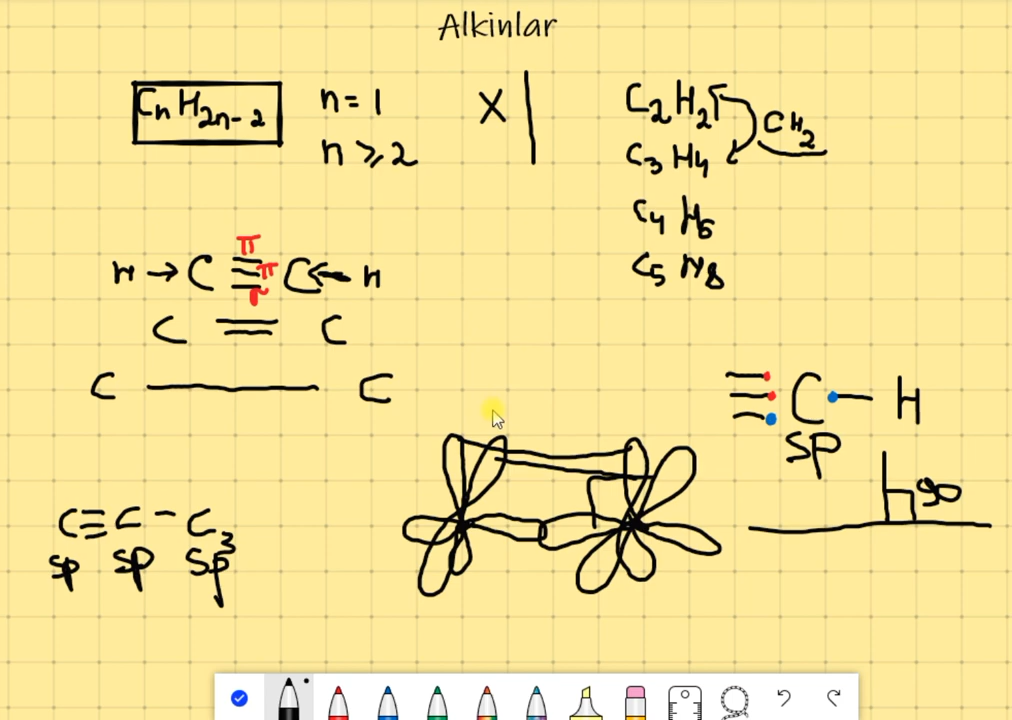 Alkinlar
CnH2n-2
n = 1
X
n ⩾ 2
C2H2
CH2
C3H4
C4H6
C5H8
π
H → C ≡ C ← H
π
σ
C = C
C — C
≡ C - H
sp
90
C ≡ C - C
sp sp sp3